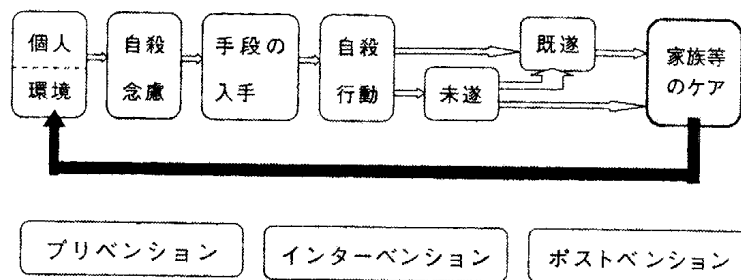 個人
環境
自殺
念慮
手段の
入手
自殺
行動
既遂
未遂
家族等
のケア
プリベンション
インターベンション
ポストベンション